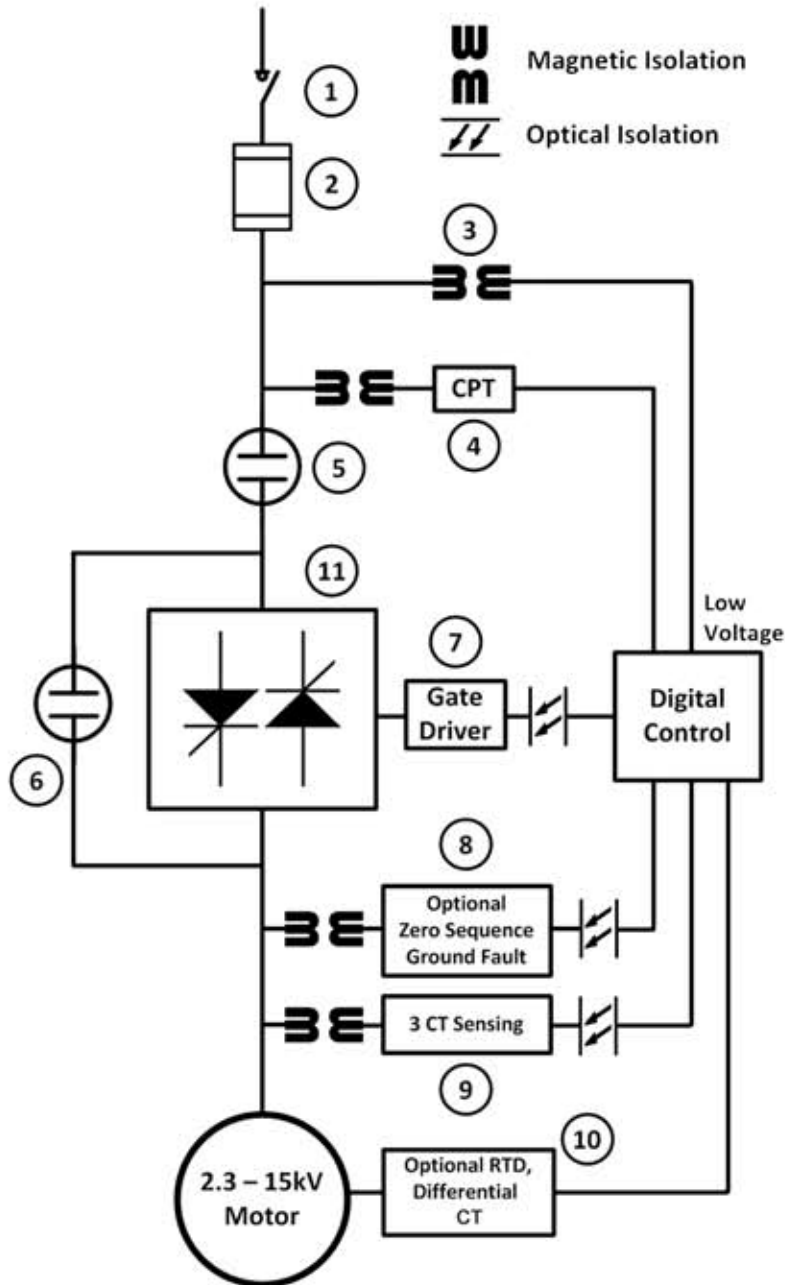 Magnetic Isolation
1
Optical Isolation
2
3
CPT
4
5
11
Low
Voltage
7
Gate
Driver
Digital
Control
6
8
Optional
Zero Sequence
Ground Fault
3 CT Sensing
9
10
2.3 – 15kV
Motor
Optional RTD,
Differential
CT